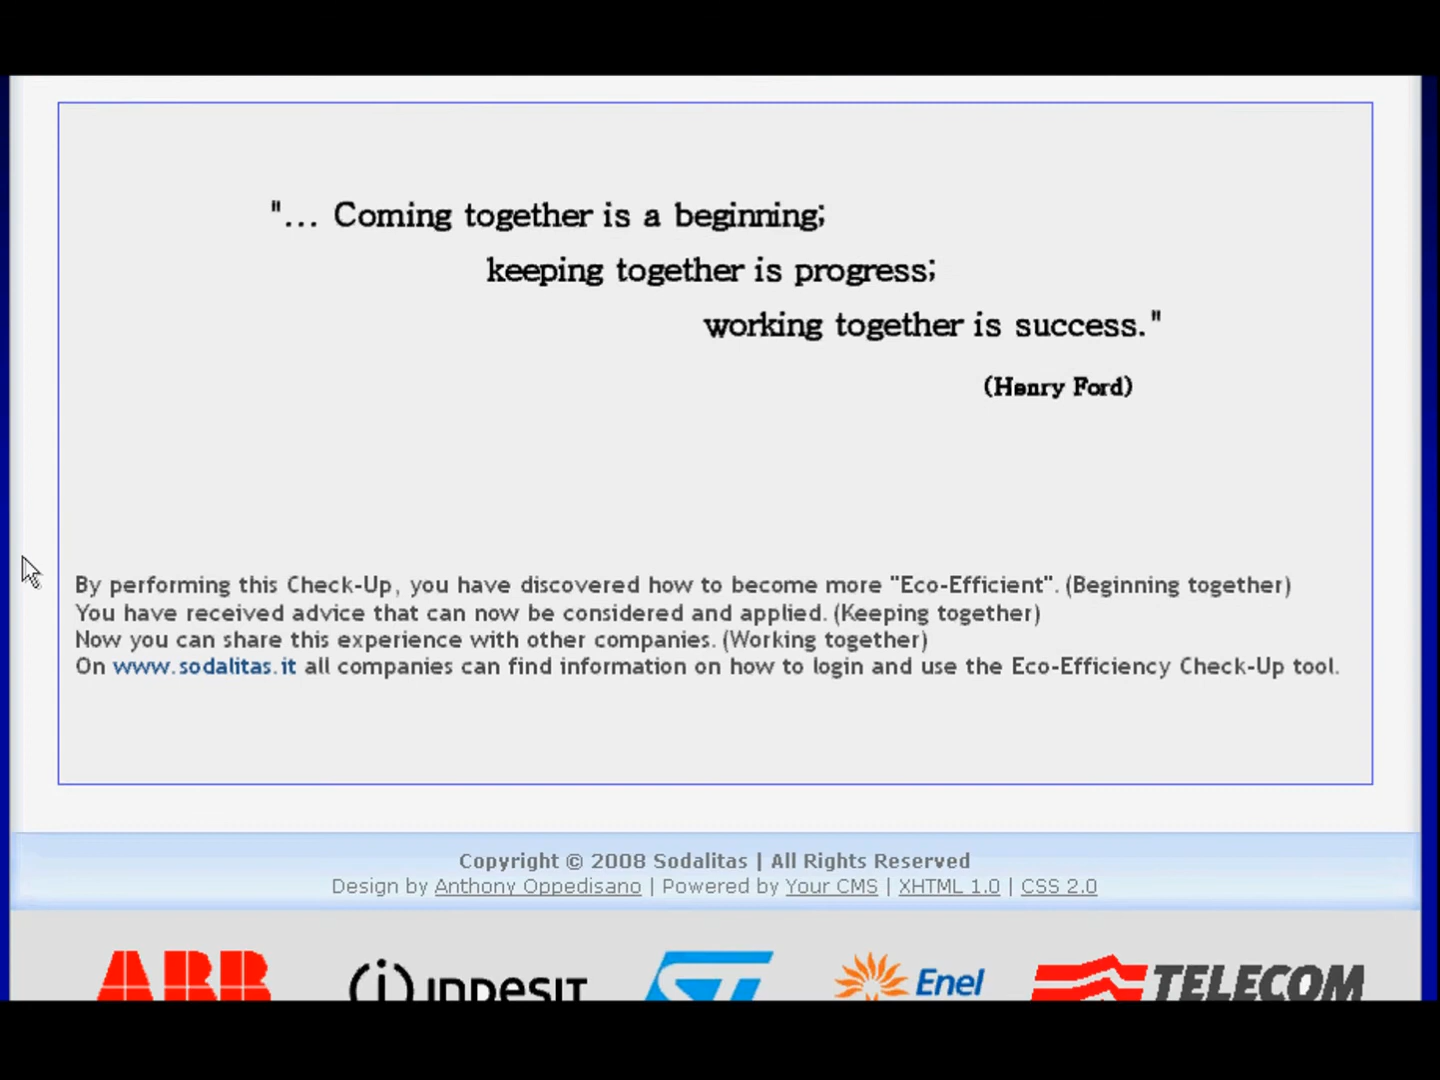 "... Coming together is a beginning;
keeping together is progress;
working together is success."
(Henry Ford)
By performing this Check-Up, you have discovered how to become more "Eco-Efficient". (Beginning together)
You have received advice that can now be considered and applied. (Keeping together)
Now you can share this experience with other companies. (Working together)
On www.sodalitas.it all companies can find information on how to login and use the Eco-Efficiency Check-Up tool.
Copyright © 2008 Sodalitas | All Rights Reserved
Design by Anthony Oppedisano | Powered by Your CMS | XHTML 1.0 | CSS 2.0
ABB INDESIT ST Enel TELECOM